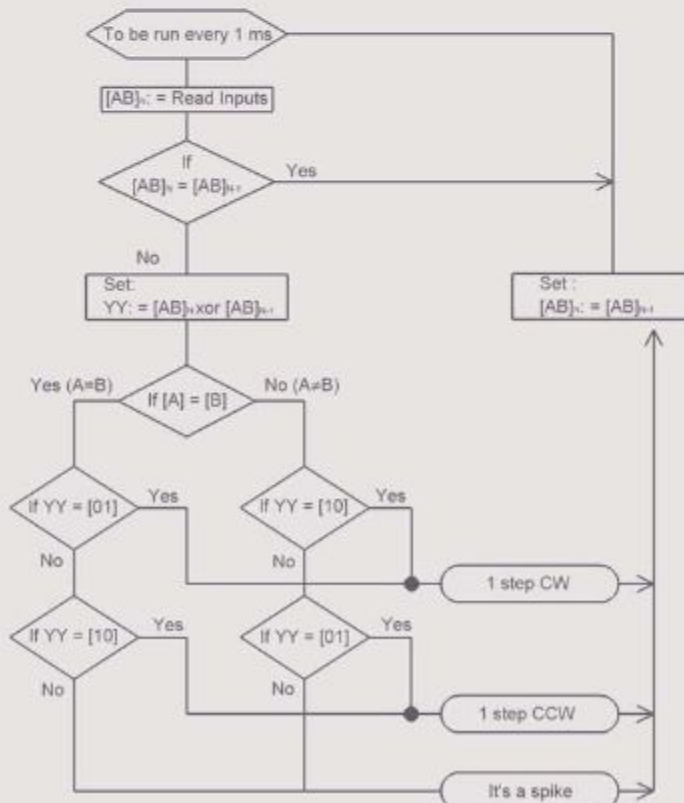 To be run every 1 ms
[AB]ₙ: = Read Inputs
If
[AB]ₙ = [AB]ₙ₋₁
Yes
No
Set:
YY: = [AB]ₙxor [AB]ₙ₋₁
Set :
[AB]ₙ: = [AB]ₙ₋₁
Yes (A=B)
No (A≠B)
If [A] = [B]
If YY = [01]
Yes
If YY = [10]
Yes
No
No
1 step CW
If YY = [10]
Yes
If YY = [01]
Yes
No
No
1 step CCW
It's a spike